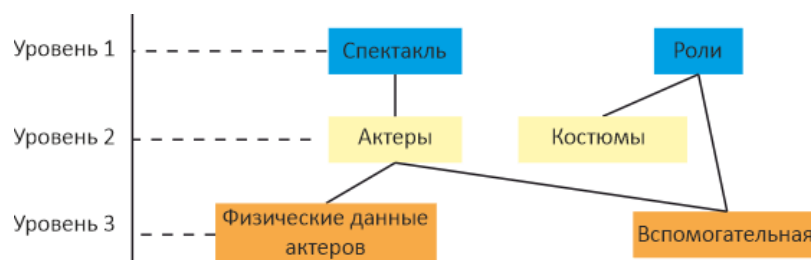 Уровень 1
Спектакль
Роли
Уровень 2
Актеры
Костюмы
Уровень 3
Физические данные
актеров
Вспомогательная